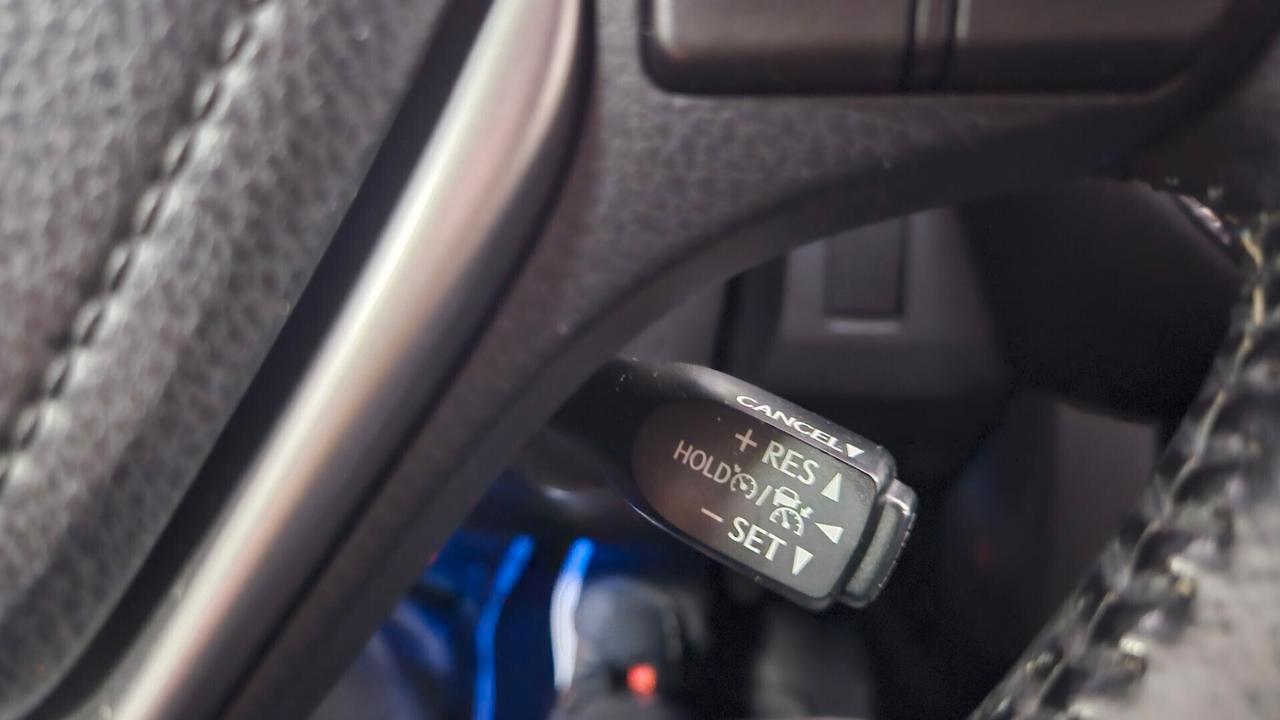 CANCEL▼
+ RES ▲
HOLD /
− SET ▼